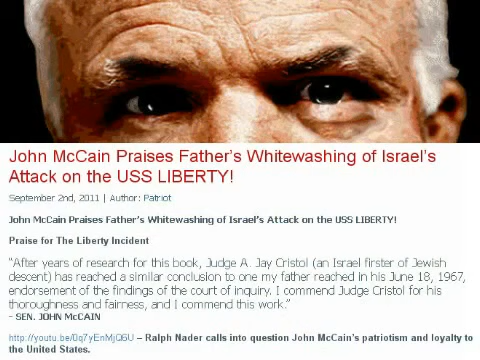 John McCain Praises Father's Whitewashing of Israel's
Attack on the USS LIBERTY!
September 2nd, 2011 | Author: Patriot
John McCain Praises Father's Whitewashing of Israel's Attack on the USS LIBERTY!
Praise for The Liberty Incident
"After years of research for this book, Judge A. Jay Cristol (an Israel firster of Jewish
descent) has reached a similar conclusion to one my father reached in his June 18, 1967,
endorsement of the findings of the court of inquiry. I commend Judge Cristol for his
thoroughness and fairness, and I commend this work."
- SEN. JOHN McCAIN
http://youtu.be/0q7yEnMjQ6U – Ralph Nader calls into question John McCain's patriotism and loyalty to
the United States.